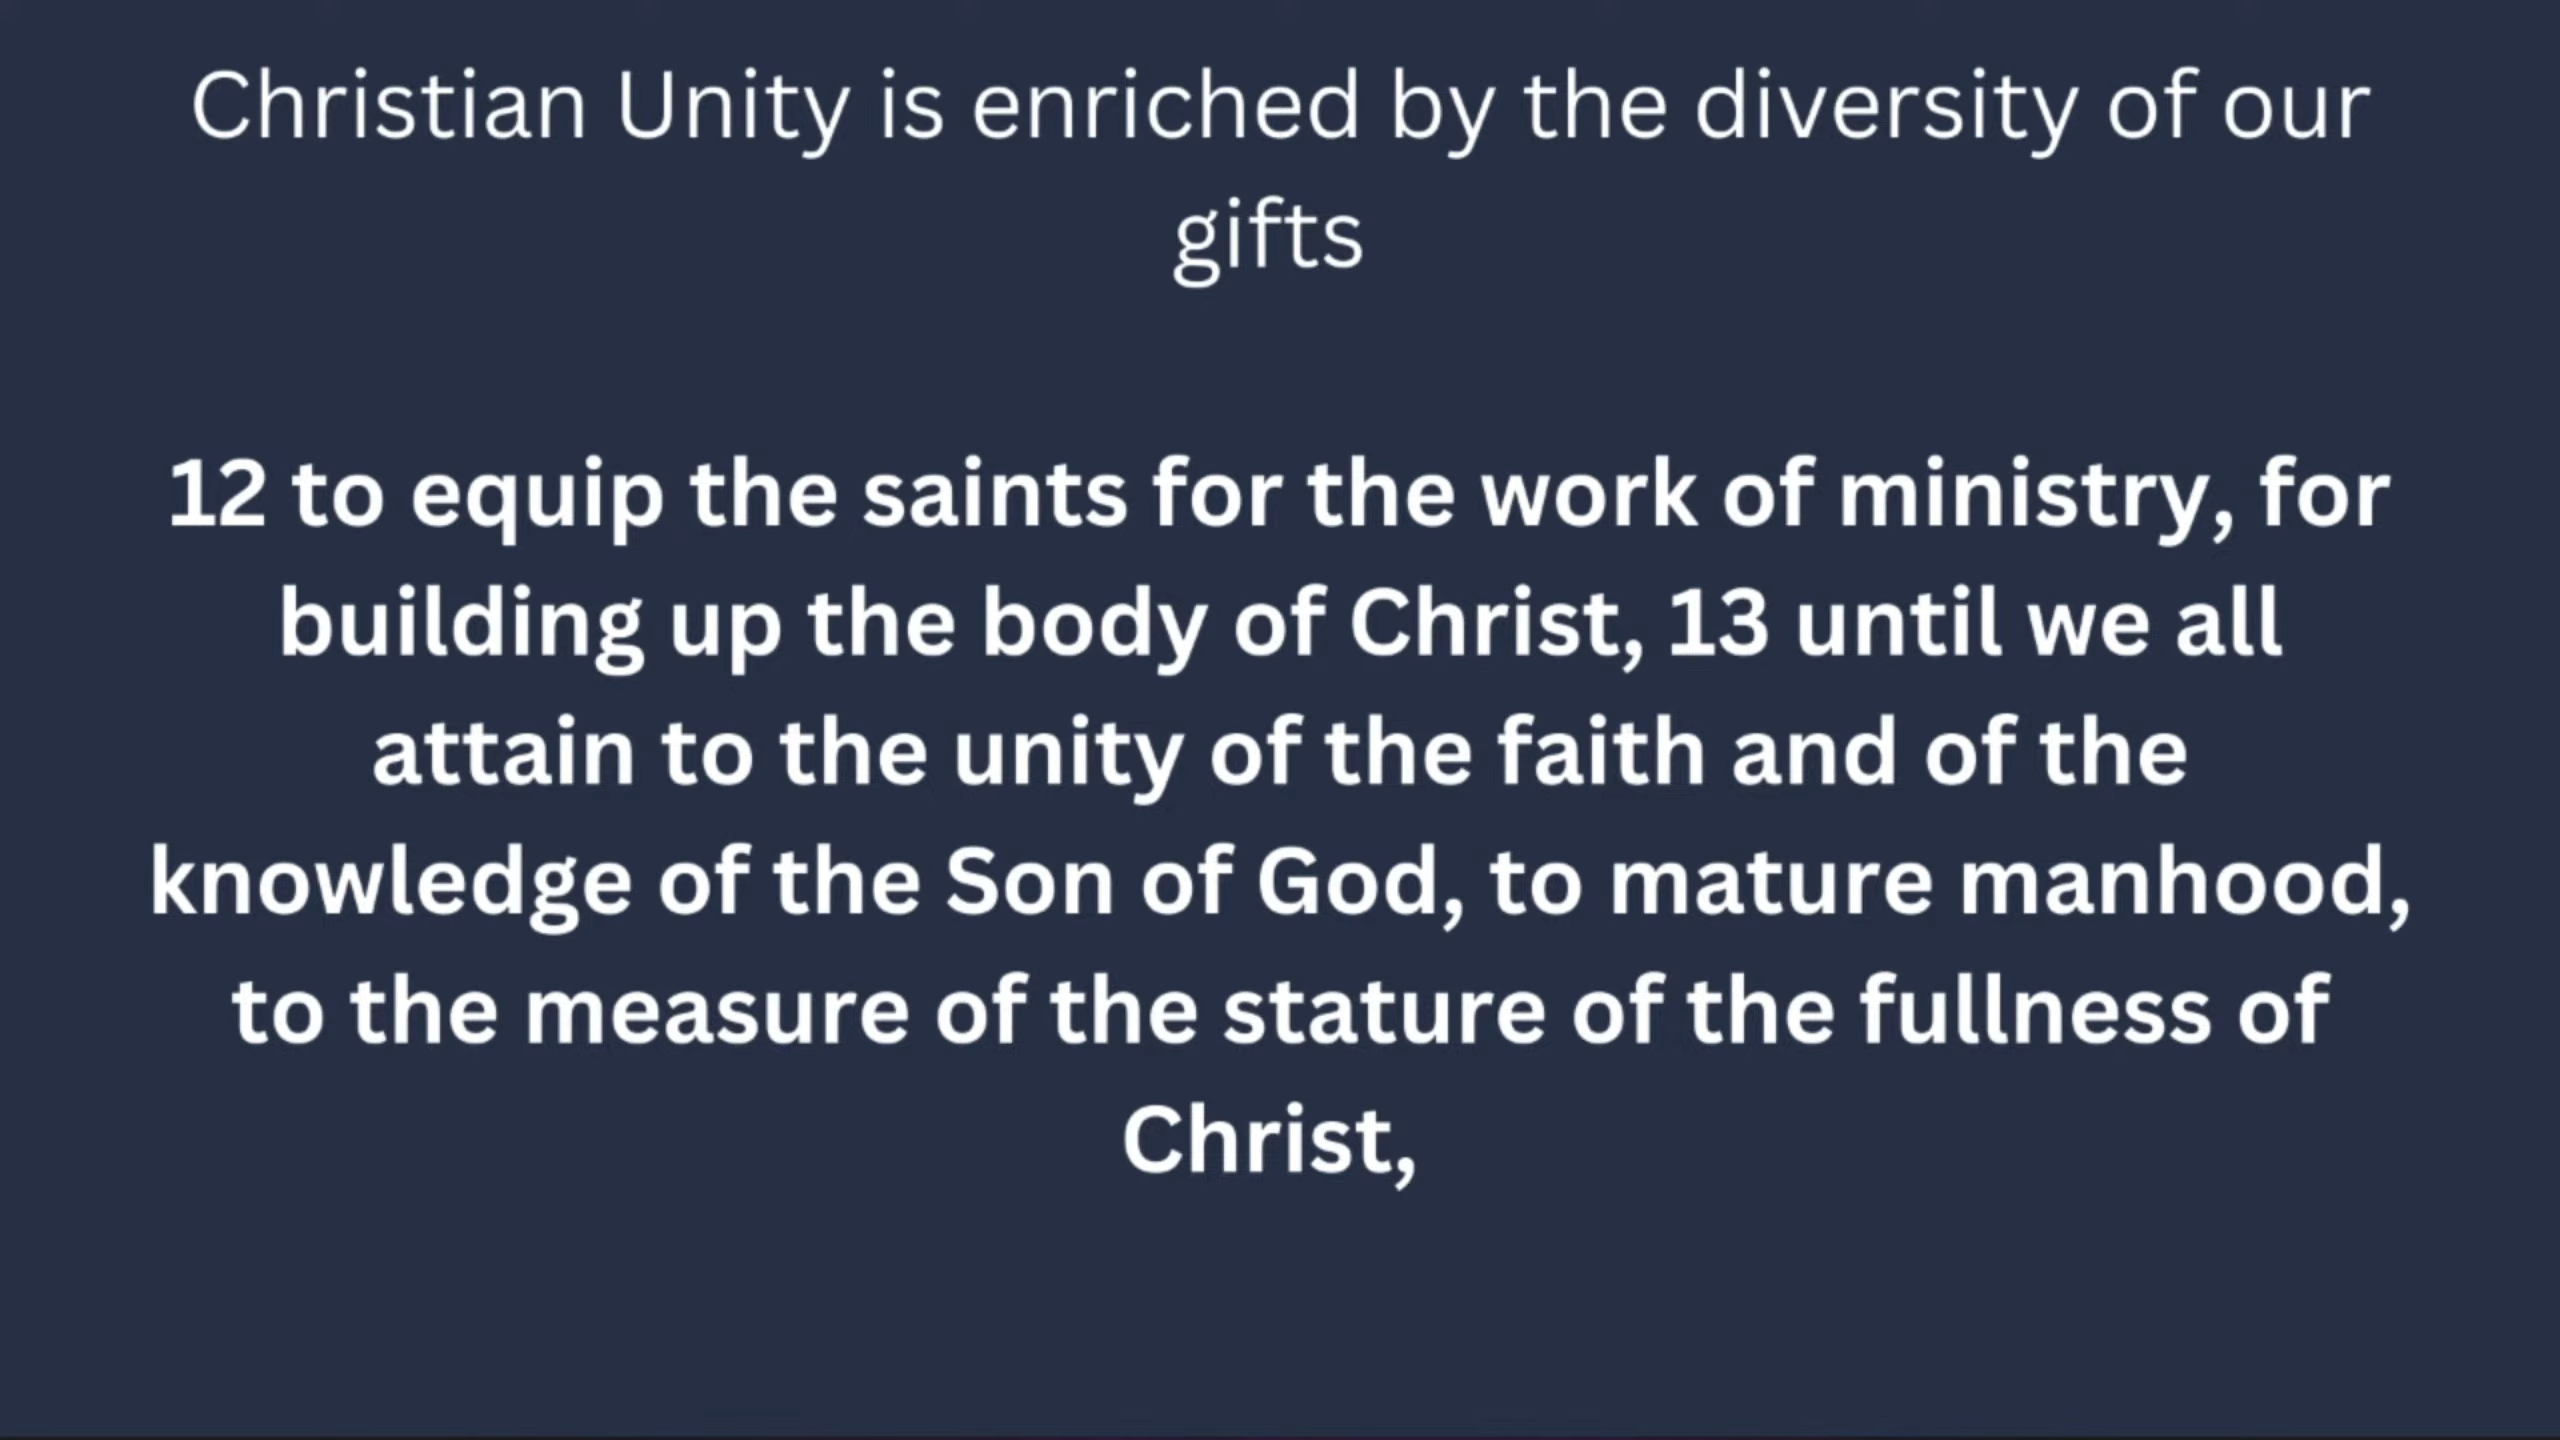 Christian Unity is enriched by the diversity of our
gifts
12 to equip the saints for the work of ministry, for
building up the body of Christ, 13 until we all
attain to the unity of the faith and of the
knowledge of the Son of God, to mature manhood,
to the measure of the stature of the fullness of
Christ,